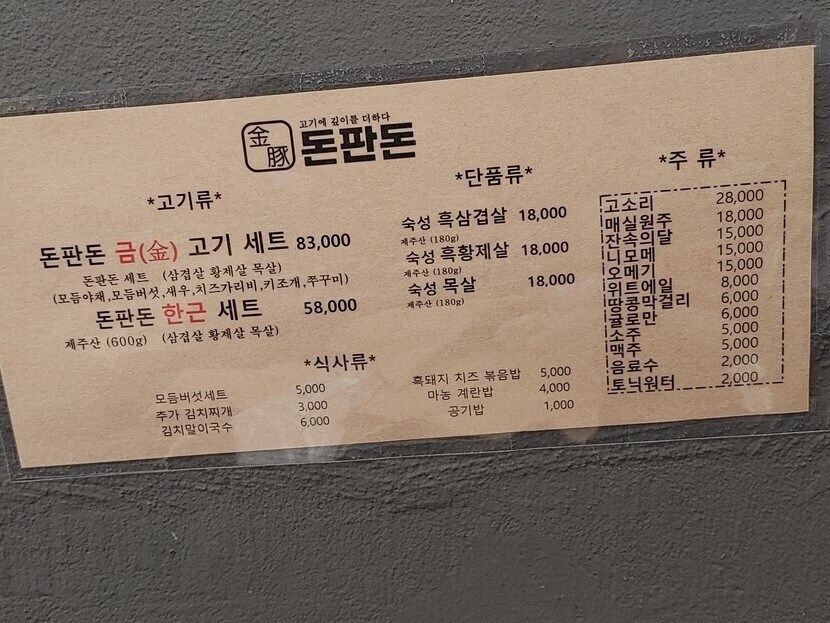 고기에 깊이를 더하다
金豚 돈판돈
*고기류*
돈판돈 금(金) 고기 세트 83,000
돈판돈 세트 (삼겹살 황제살 목살)
(모듬야채,모듬버섯,새우,치즈가리비,키조개,쭈꾸미)
돈판돈 한근 세트 58,000
제주산 (600g) (삼겹살 황제살 목살)
*단품류*
숙성 흑삼겹살 18,000
제주산 (180g)
숙성 흑황제살 18,000
제주산 (180g)
숙성 목살 18,000
제주산 (180g)
*주 류*
고소리 28,000
매실원주 18,000
잔속의달 15,000
니모메 15,000
오메기 15,000
위트에일 8,000
땅콩막걸리 6,000
귤로만 6,000
소주 5,000
맥주 5,000
음료수 2,000
토닉워터 2,000
*식사류*
모듬버섯세트 5,000
추가 김치찌개 3,000
김치말이국수 6,000
흑돼지 치즈 볶음밥 5,000
마농 계란밥 4,000
공기밥 1,000